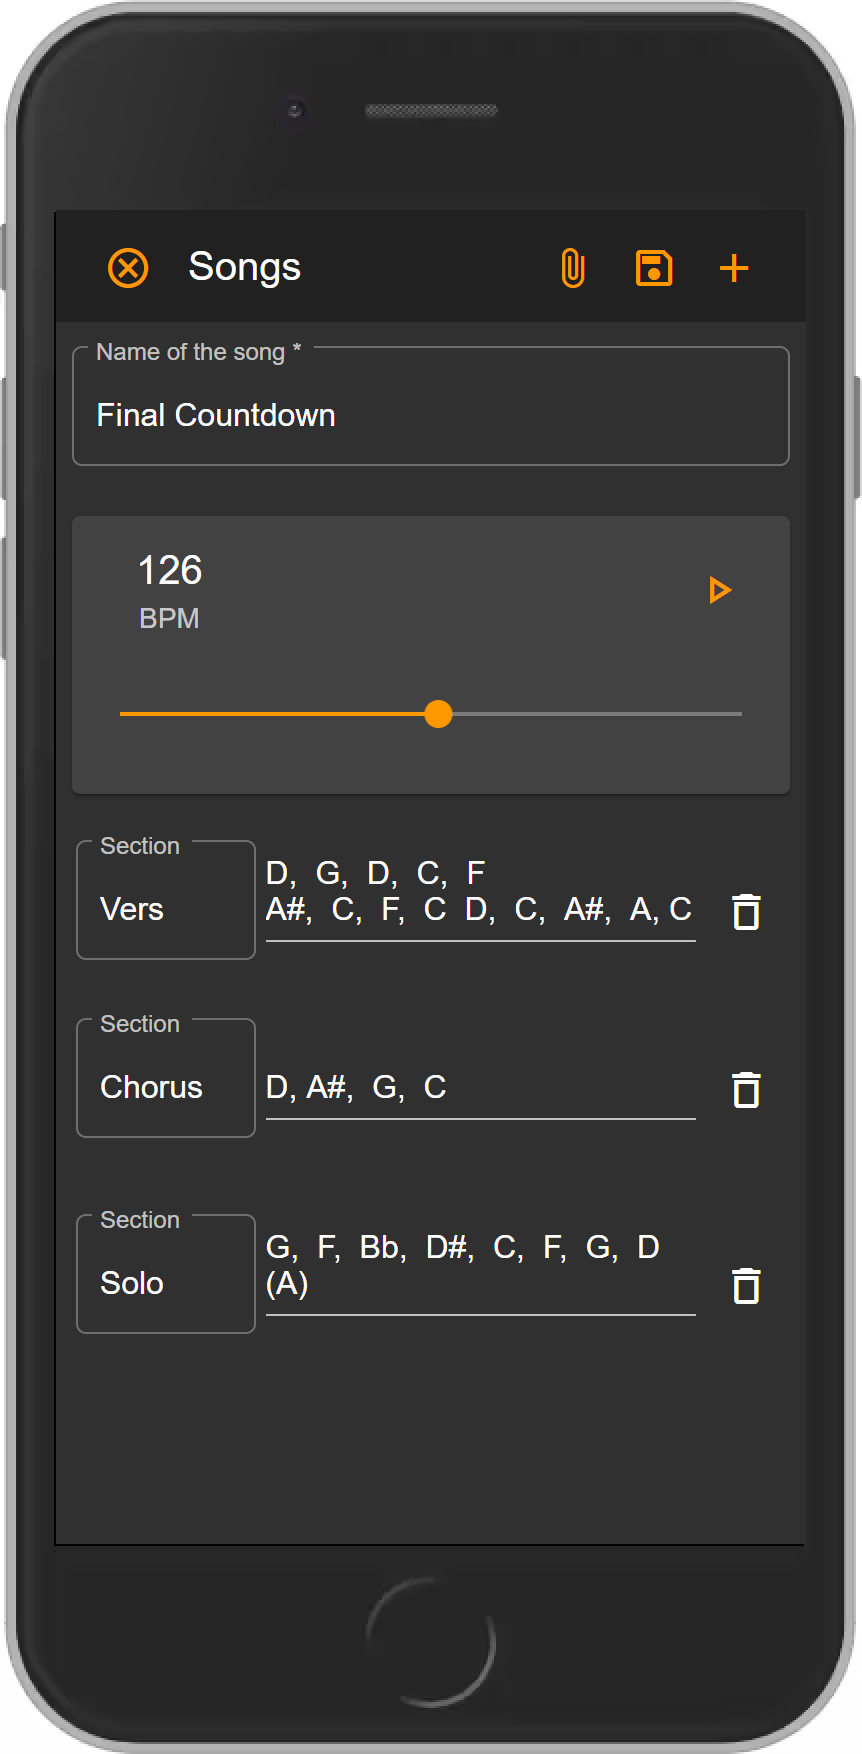 Songs
Name of the song *
Final Countdown
126
BPM
Section
Vers
D, G, D, C, F
A#, C, F, C D, C, A#, A, C
Section
Chorus
D, A#, G, C
Section
Solo
G, F, Bb, D#, C, F, G, D
(A)